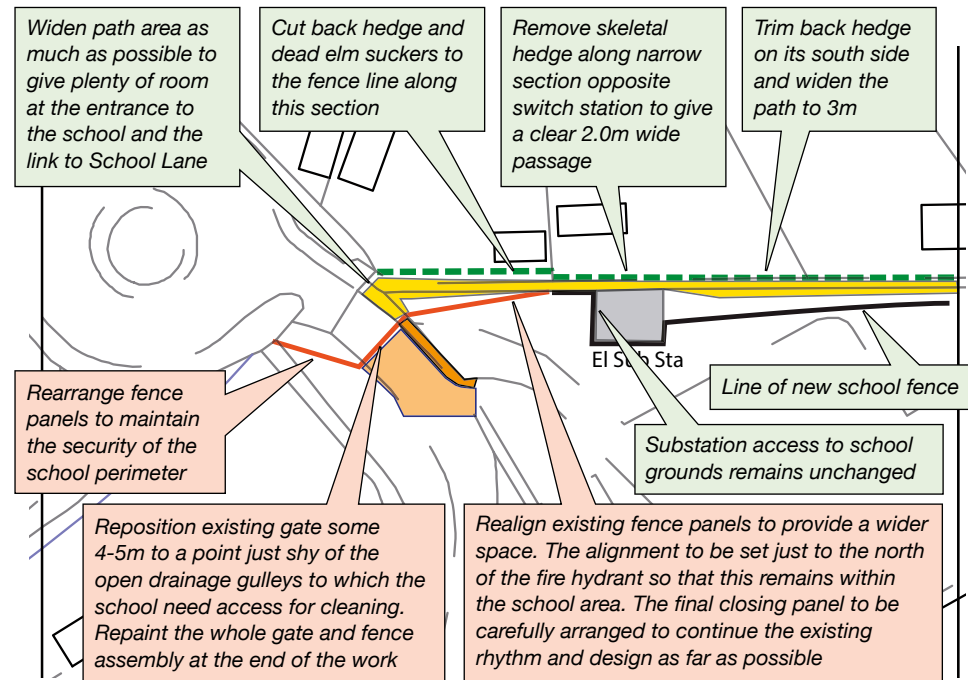 Widen path area as
much as possible to
give plenty of room
at the entrance to
the school and the
link to School Lane
Cut back hedge and
dead elm suckers to
the fence line along
this section
Remove skeletal
hedge along narrow
section opposite
switch station to give
a clear 2.0m wide
passage
Trim back hedge
on its south side
and widen the
path to 3m
El Sub Sta
Line of new school fence
Rearrange fence
panels to maintain
the security of the
school perimeter
Substation access to school
grounds remains unchanged
Reposition existing gate some
4-5m to a point just shy of the
open drainage gulleys to which the
school need access for cleaning.
Repaint the whole gate and fence
assembly at the end of the work
Realign existing fence panels to provide a wider
space. The alignment to be set just to the north
of the fire hydrant so that this remains within
the school area. The final closing panel to be
carefully arranged to continue the existing
rhythm and design as far as possible